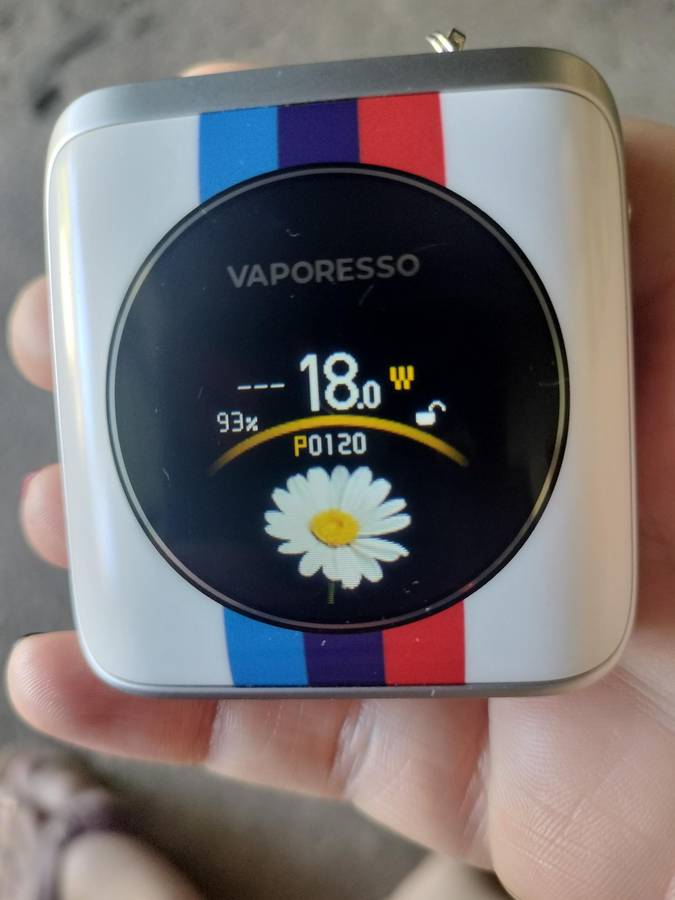 VAPORESSO
--- 18.0 W
93%
P0120